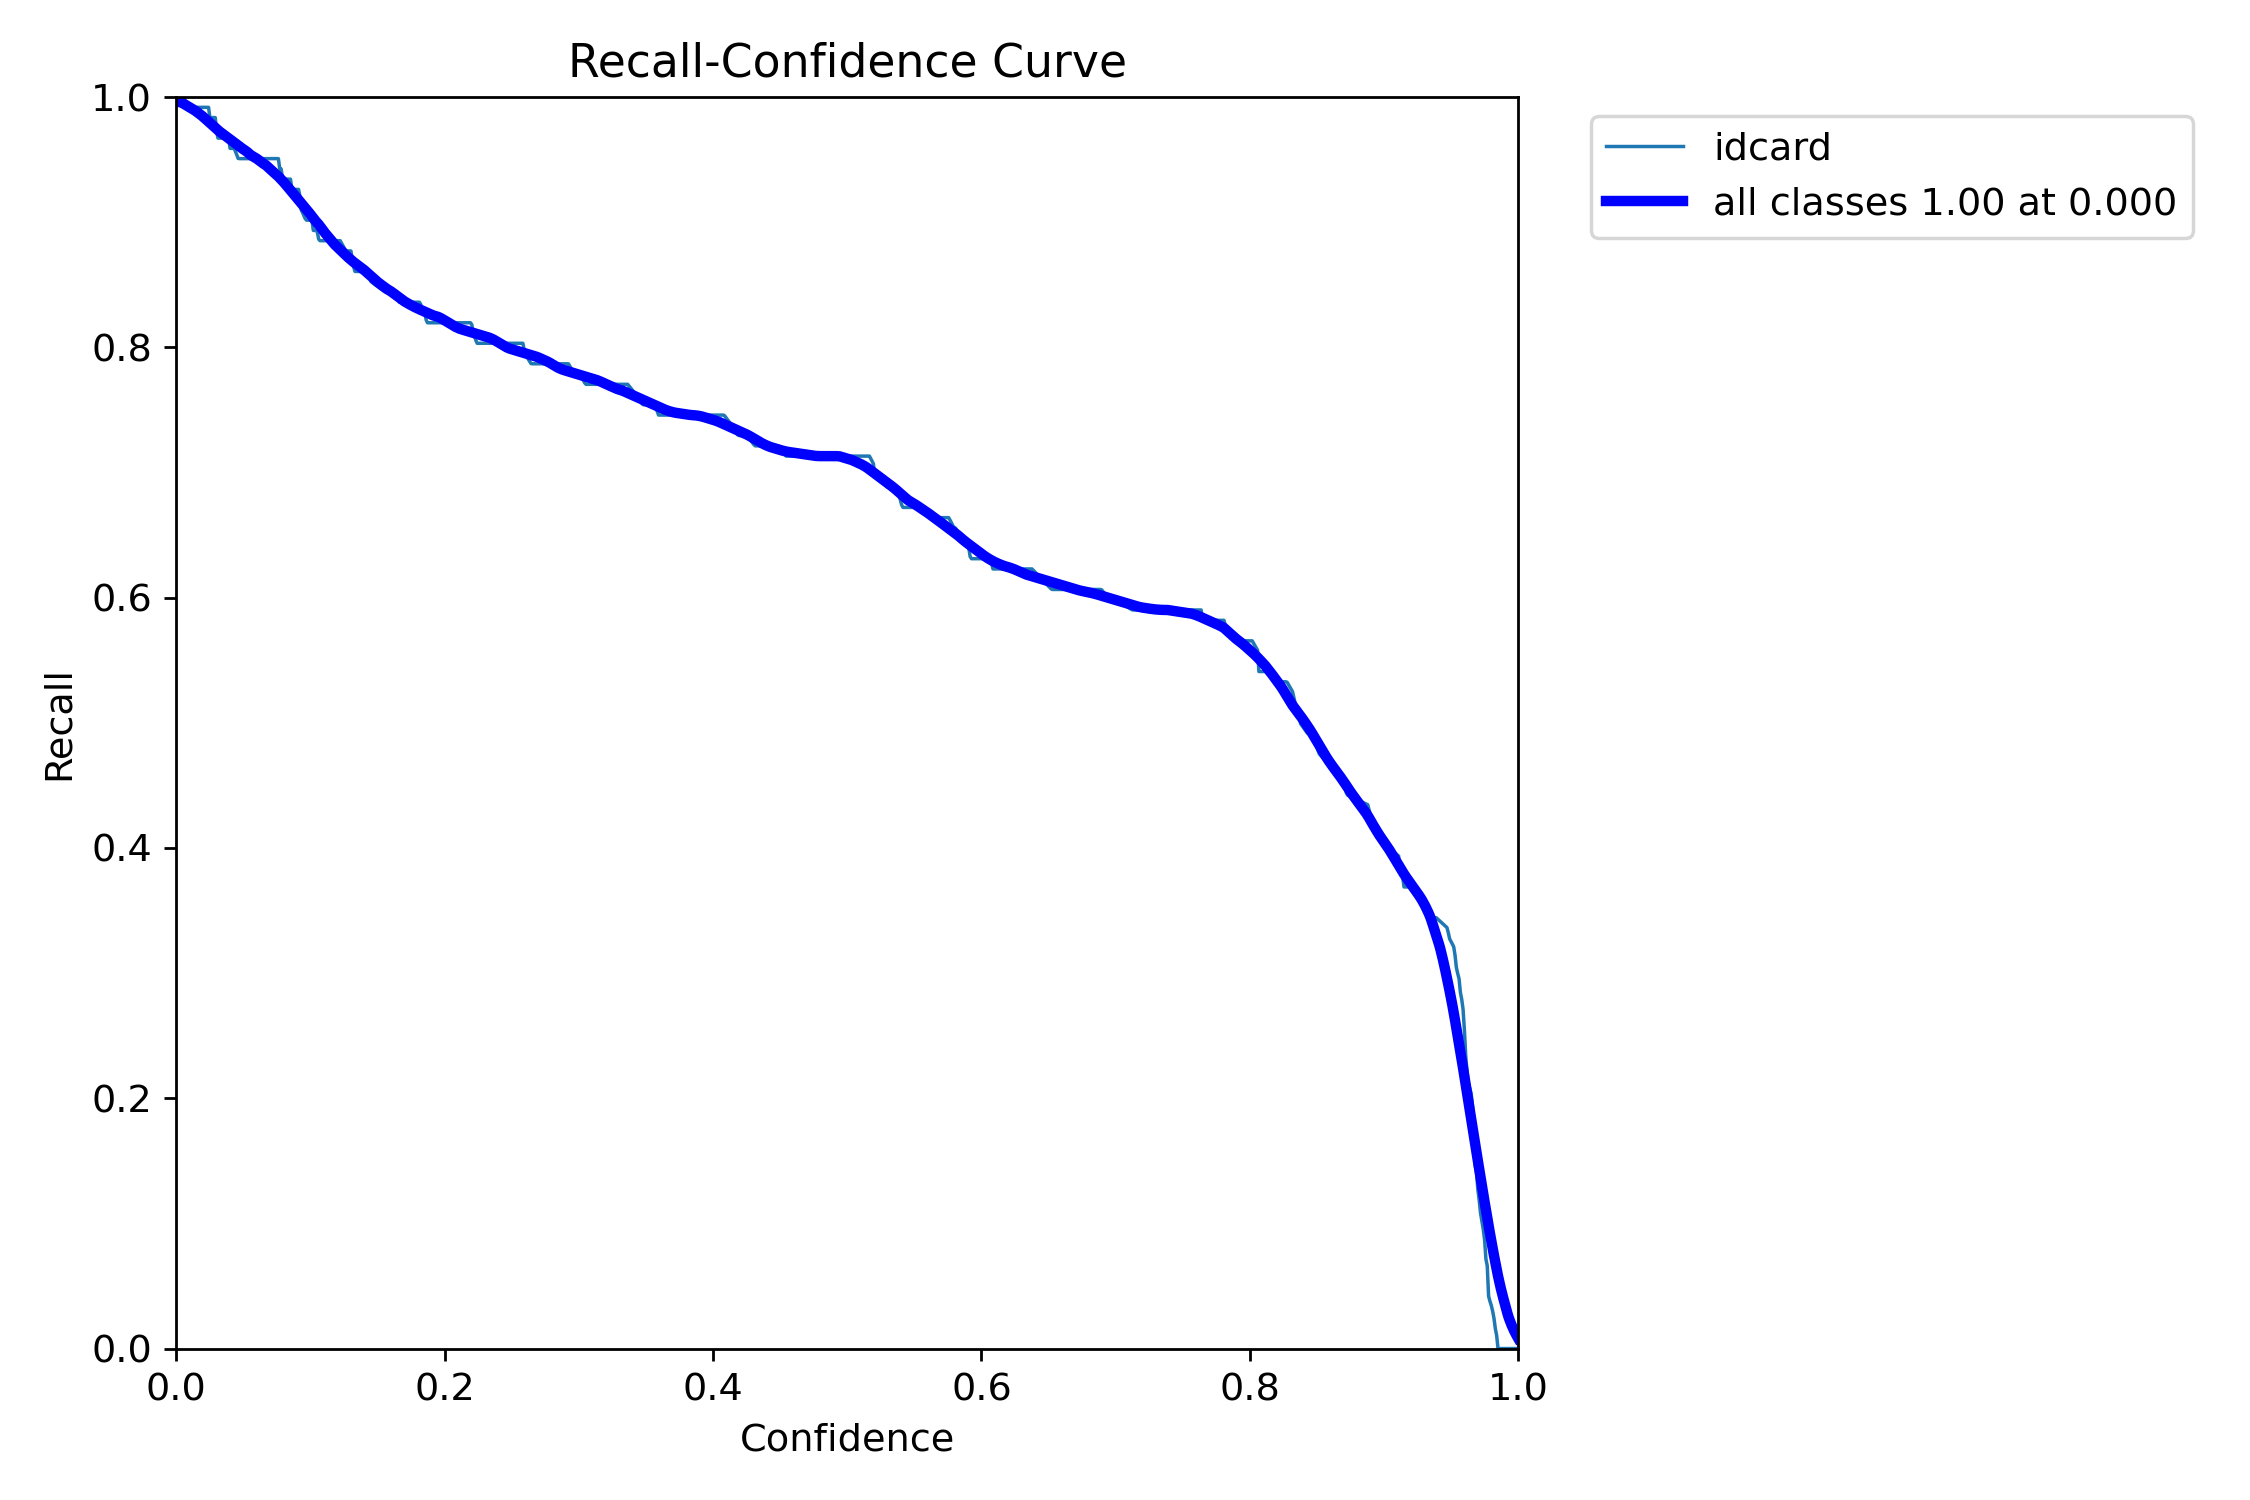 Recall-Confidence Curve
idcard
all classes 1.00 at 0.000
1.0
0.8
0.6
0.4
0.2
0.0
Recall
0.0 0.2 0.4 0.6 0.8 1.0
Confidence